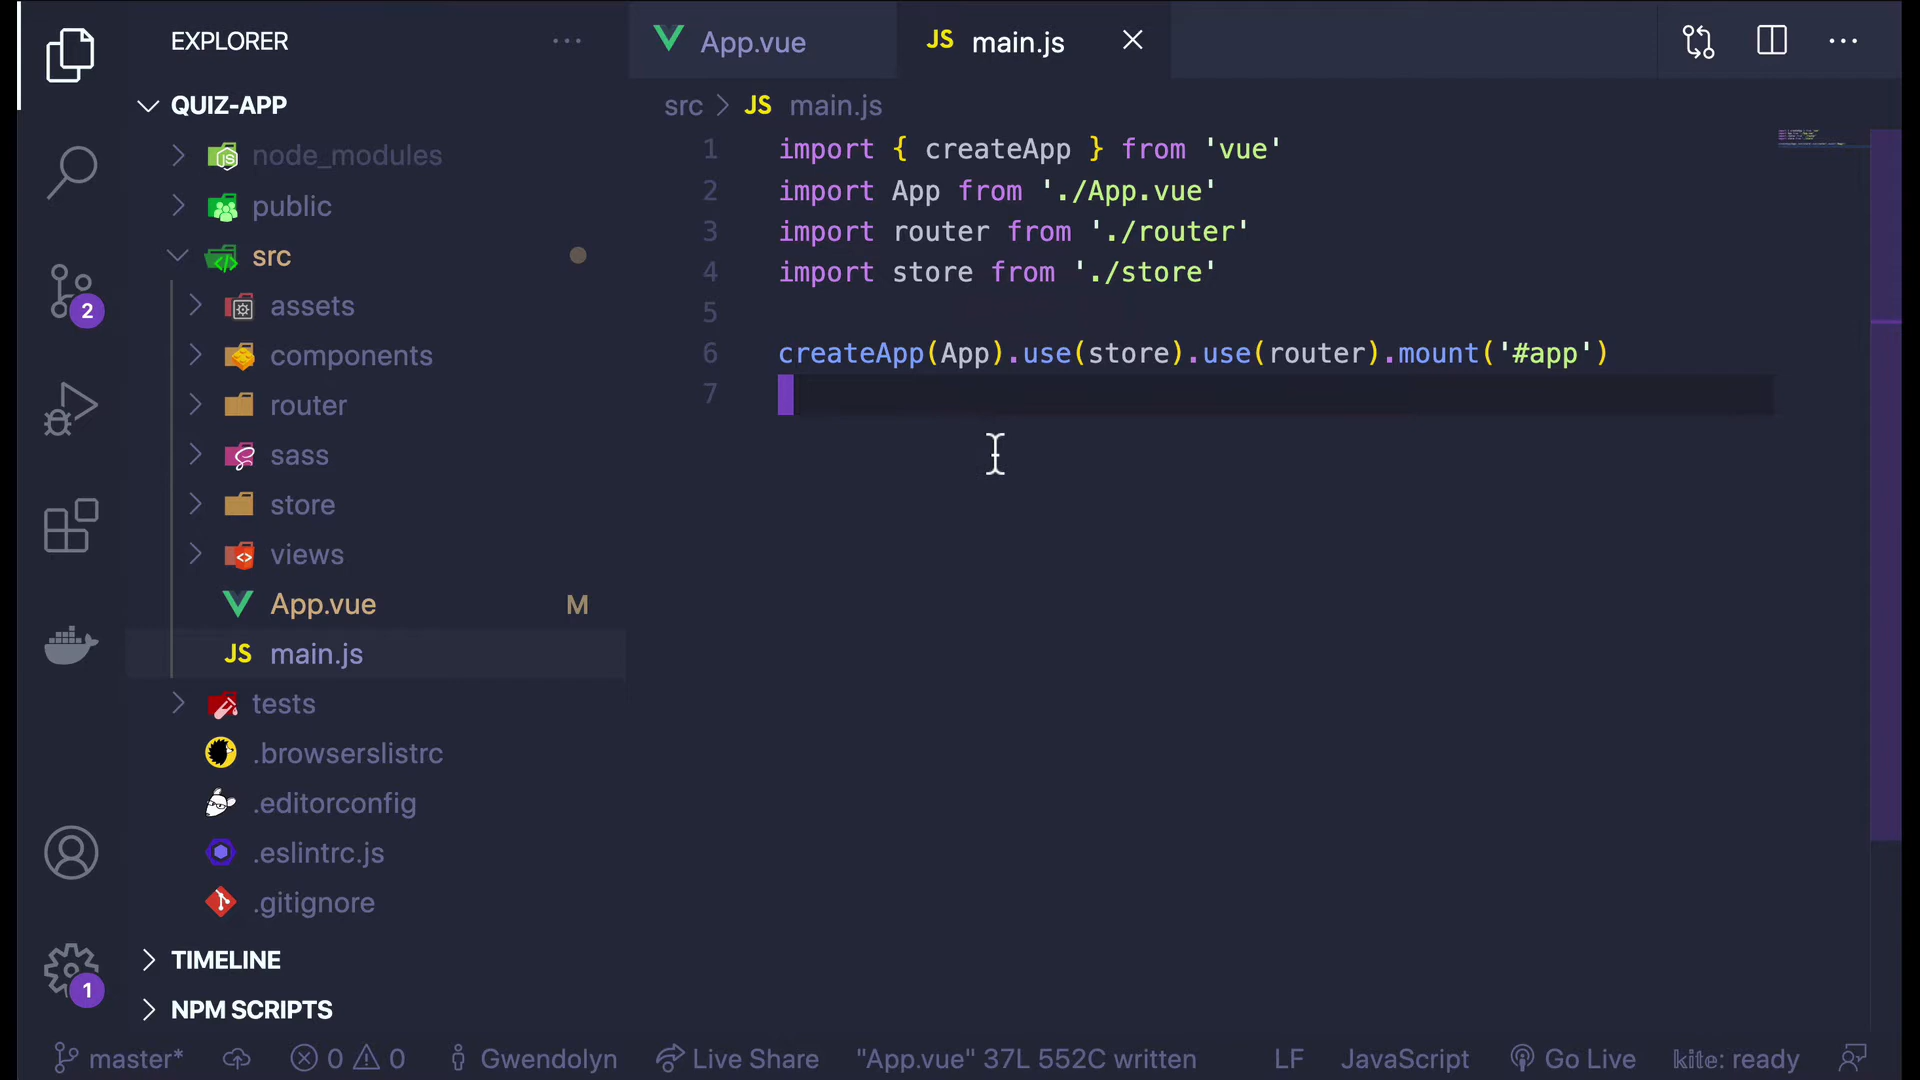 EXPLORER
QUIZ-APP
node_modules
public
src
assets
components
router
sass
store
views
App.vue M
JS main.js
tests
.browserslistrc
.editorconfig
.eslintrc.js
.gitignore
TIMELINE
NPM SCRIPTS
2
1
App.vue
JS main.js
src > JS main.js
1 import { createApp } from 'vue'
2 import App from './App.vue'
3 import router from './router'
4 import store from './store'
5
6 createApp(App).use(store).use(router).mount('#app')
7
master* 0 0 Gwendolyn Live Share "App.vue" 37L 552C written LF JavaScript Go Live kite: ready